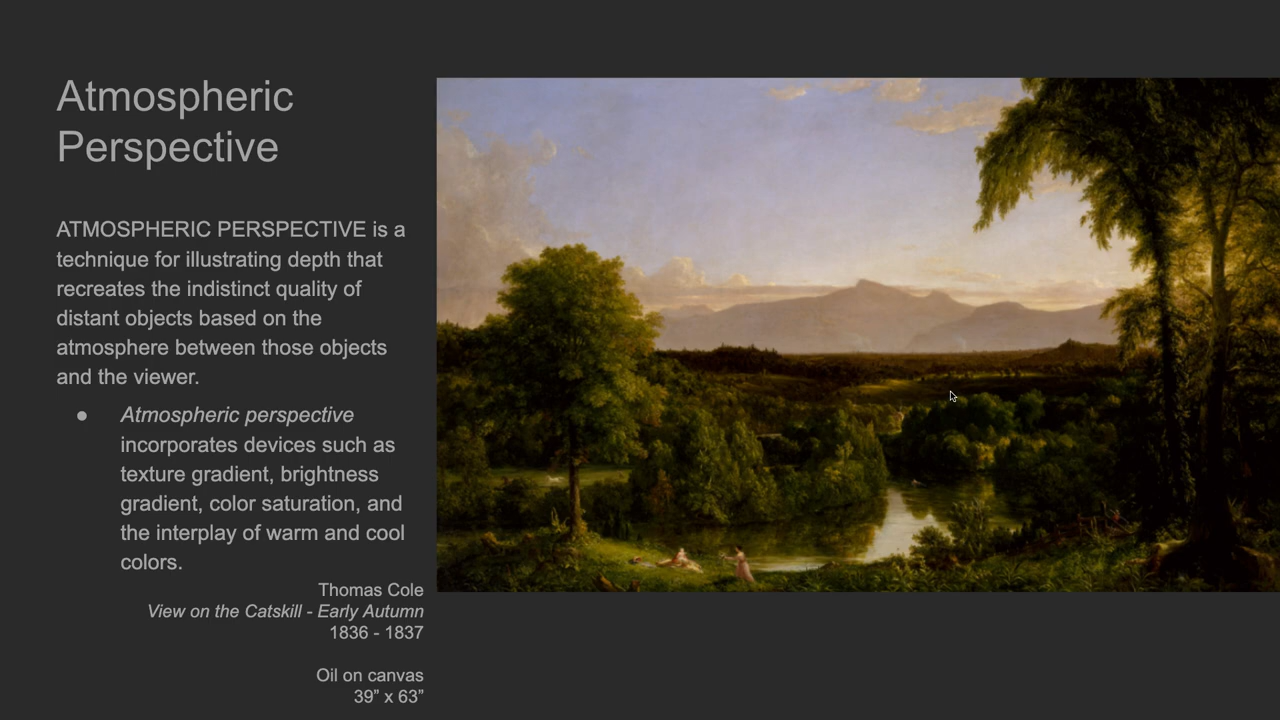 Atmospheric
Perspective
ATMOSPHERIC PERSPECTIVE is a
technique for illustrating depth that
recreates the indistinct quality of
distant objects based on the
atmosphere between those objects
and the viewer.
● Atmospheric perspective
incorporates devices such as
texture gradient, brightness
gradient, color saturation, and
the interplay of warm and cool
colors.
Thomas Cole
View on the Catskill - Early Autumn
1836 - 1837
Oil on canvas
39” x 63”